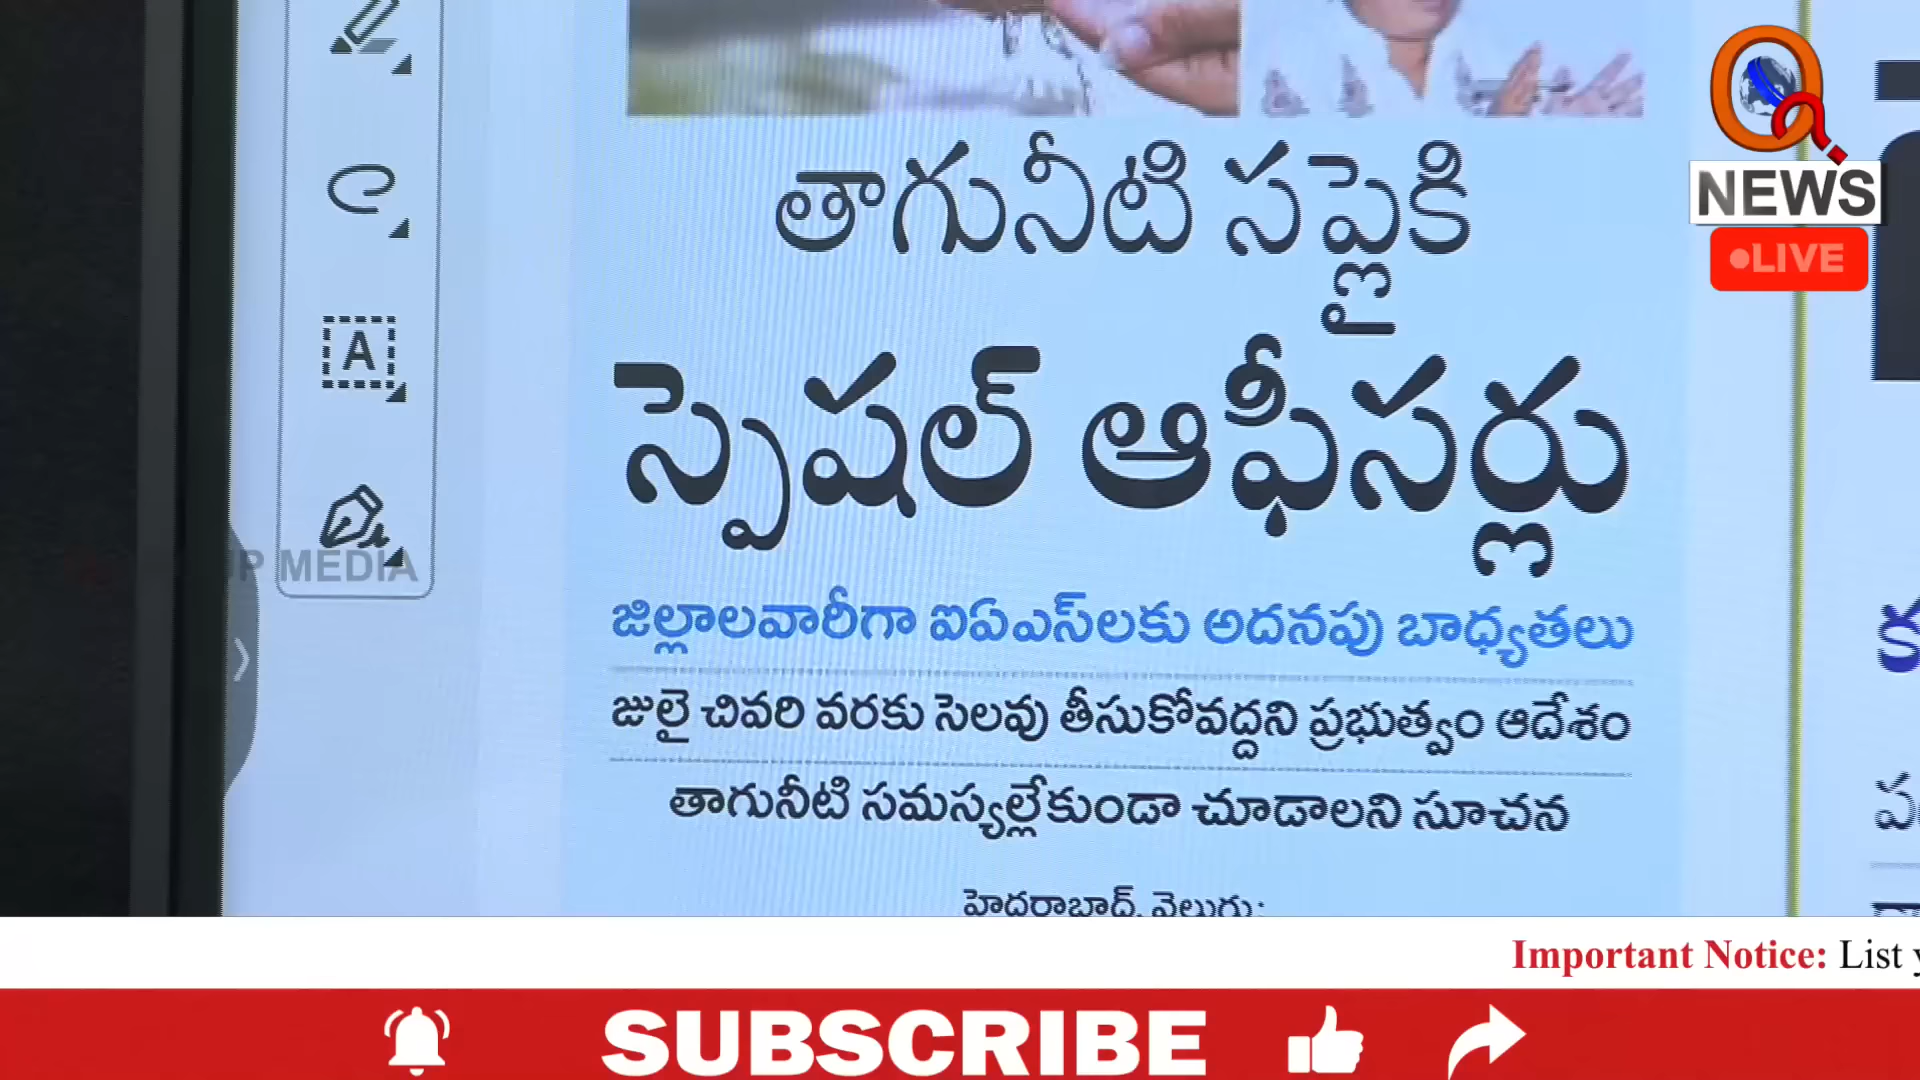 NEWS
LIVE
తాగునీటి సప్లైకి
స్పెషల్ ఆఫీసర్లు
జిల్లాలవారీగా ఐఏఎస్‌లకు అదనపు బాధ్యతలు
జులై చివరి వరకు సెలవు తీసుకోవద్దని ప్రభుత్వం ఆదేశం
తాగునీటి సమస్యల్లేకుండా చూడాలని సూచన
హైదరాబాద్, వెలుగు:
A
MEDIA
Important Notice: List
SUBSCRIBE